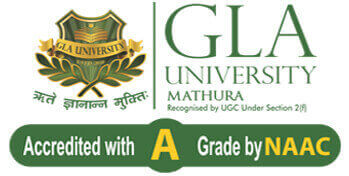 GLA UNIVERSITY
ऋते ज्ञानान्न मुक्तिः
GLA
UNIVERSITY
MATHURA
Recognised by UGC Under Section 2(f)
Accredited with A Grade by NAAC